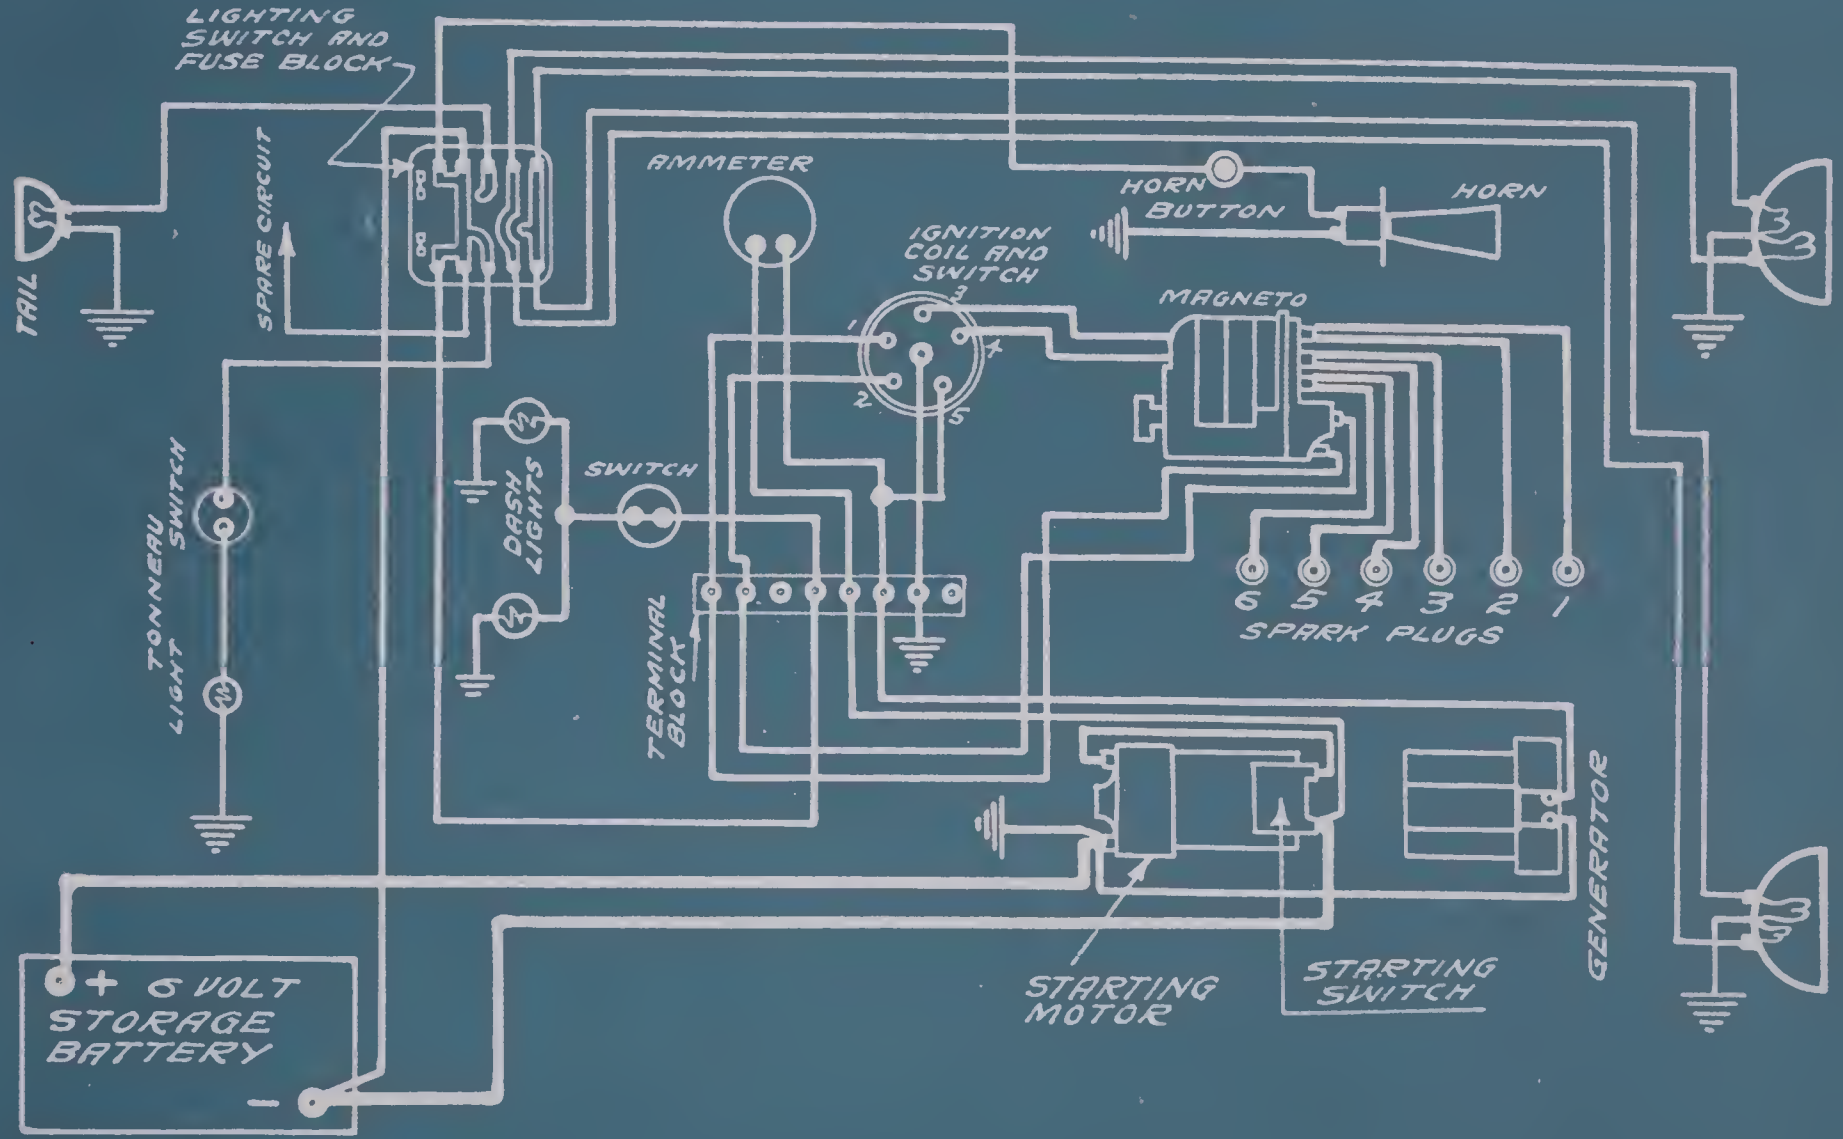 LIGHTING
SWITCH AND
FUSE BLOCK
TAIL
SPARE CIRCUIT
AMMETER
HORN
BUTTON
HORN
IGNITION
COIL AND
SWITCH
1
2
3
4
5
MAGNETO
TONNEAU
LIGHT SWITCH
DASH
LIGHTS
SWITCH
TERMINAL
BLOCK
6 5 4 3 2 1
SPARK PLUGS
GENERATOR
STARTING
MOTOR
STARTING
SWITCH
+ 6 VOLT
STORAGE
BATTERY
-